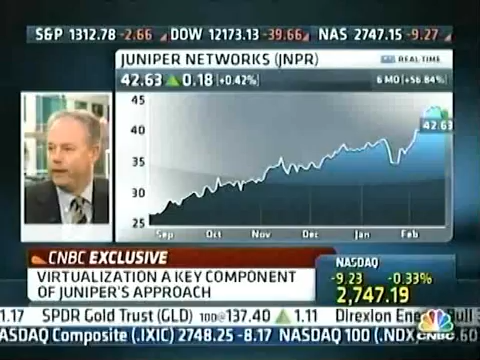 S&P 1312.78 -2.66 DOW 12173.13 -39.66 NAS 2747.15 -9.27
JUNIPER NETWORKS (JNPR) REAL TIME
42.63 0.18 (+0.42%) 6 MO (+56.84%)
45
40
35
30
25
42.63
Sep Oct Nov Dec Jan Feb
CNBC EXCLUSIVE
VIRTUALIZATION A KEY COMPONENT
OF JUNIPER'S APPROACH
NASDAQ
-9.23 -0.33%
2,747.19
1.17 SPDR Gold Trust (GLD) 100@137.40 1.11 Direxion Bull
NASDAQ Composite (.IXIC) 2748.25 -8.17 NASDAQ 100 (.NDX 60.6
CNBC